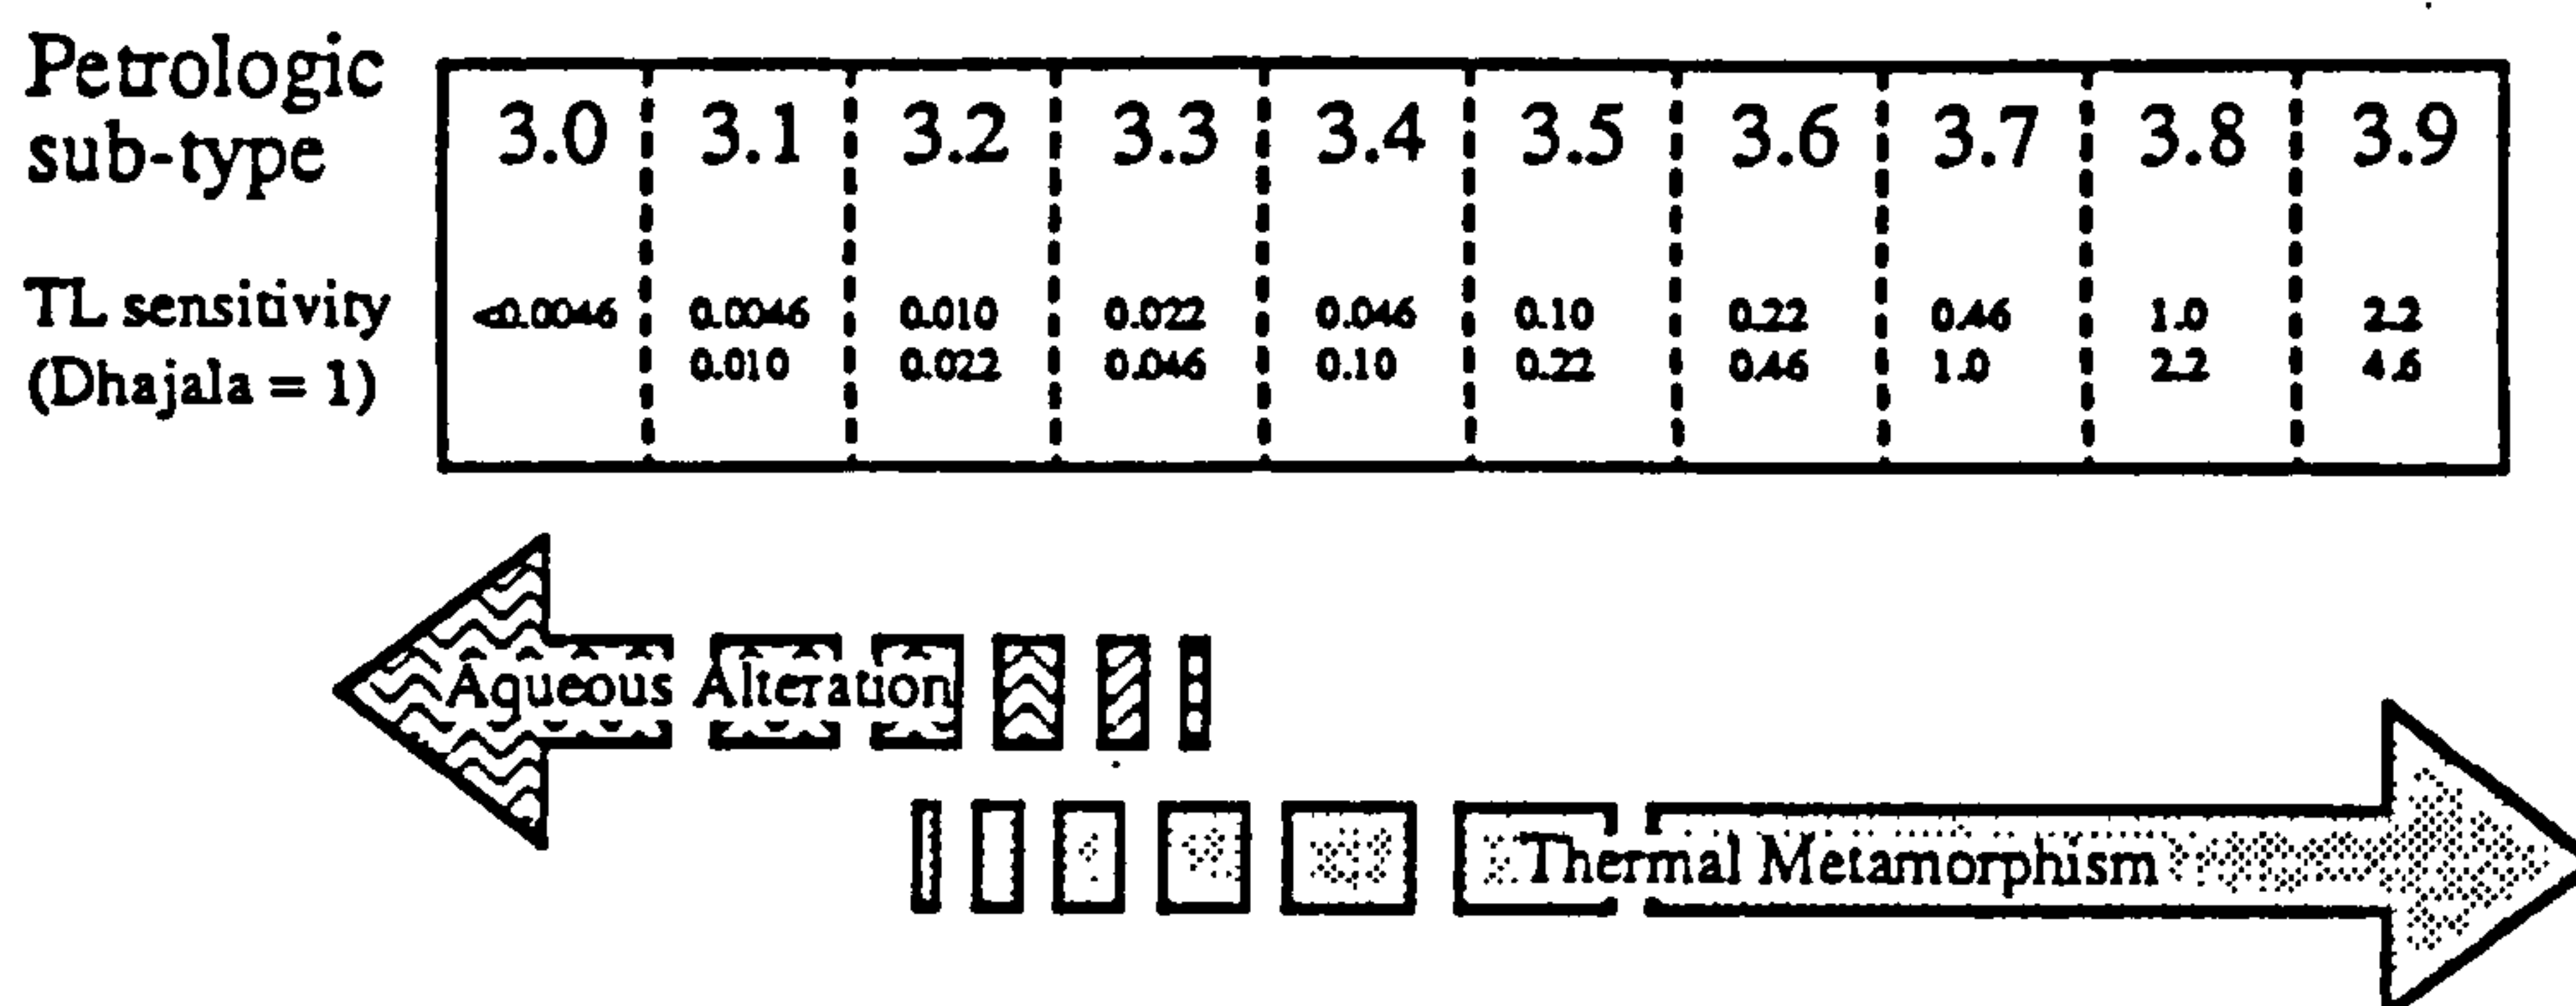 Petrologic
sub-type
3.0 3.1 3.2 3.3 3.4 3.5 3.6 3.7 3.8 3.9
TL sensitivity
(Dhajala = 1)
<0.0046 0.0046 0.010 0.022 0.046 0.10 0.22 0.46 1.0 2.2
0.010 0.022 0.046 0.10 0.22 0.46 1.0 2.2 4.6
Aqueous Alteration
Thermal Metamorphism